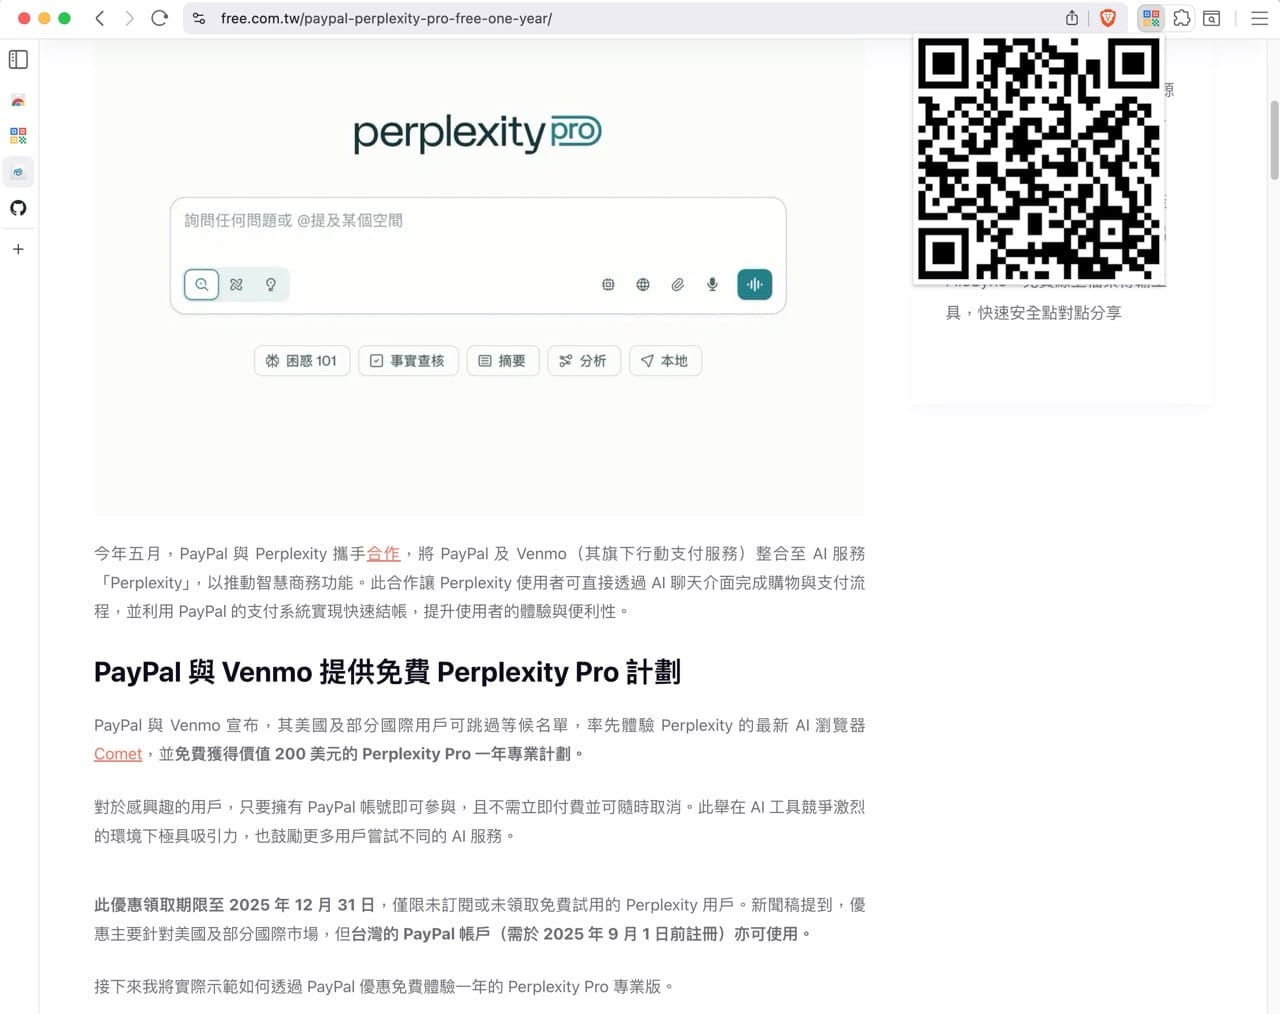 free.com.tw/paypal-perplexity-pro-free-one-year/
perplexity pro
詢問任何問題或 @提及某個空間
困惑 101
事實查核
摘要
分析
本地
源
具，快速安全點對點分享
今年五月，PayPal 與 Perplexity 攜手合作，將 PayPal 及 Venmo（其旗下行動支付服務）整合至 AI 服務
「Perplexity」，以推動智慧商務功能。此合作讓 Perplexity 使用者可直接透過 AI 聊天介面完成購物與支付流
程，並利用 PayPal 的支付系統實現快速結帳，提升使用者的體驗與便利性。
PayPal 與 Venmo 提供免費 Perplexity Pro 計劃
PayPal 與 Venmo 宣布，其美國及部分國際用戶可跳過等候名單，率先體驗 Perplexity 的最新 AI 瀏覽器
Comet，並免費獲得價值 200 美元的 Perplexity Pro 一年專業計劃。
對於感興趣的用戶，只要擁有 PayPal 帳號即可參與，且不需立即付費並可隨時取消。此舉在 AI 工具競爭激烈
的環境下極具吸引力，也鼓勵更多用戶嘗試不同的 AI 服務。
此優惠領取期限至 2025 年 12 月 31 日，僅限未訂閱或未領取免費試用的 Perplexity 用戶。新聞稿提到，優
惠主要針對美國及部分國際市場，但台灣的 PayPal 帳戶（需於 2025 年 9 月 1 日前註冊）亦可使用。
接下來我將實際示範如何透過 PayPal 優惠免費體驗一年的 Perplexity Pro 專業版。